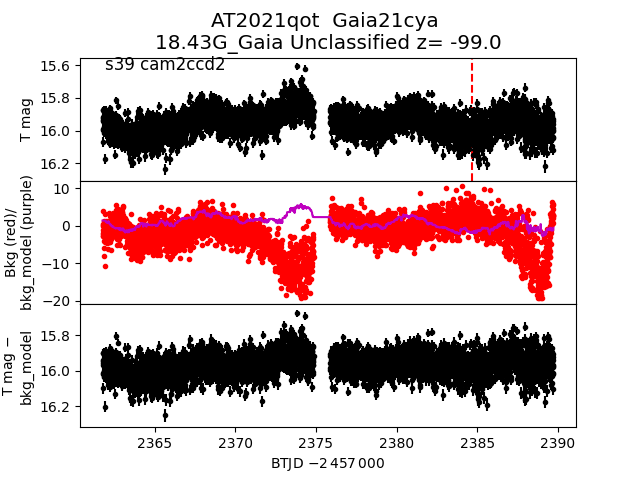 AT2021qot  Gaia21cya
18.43G_Gaia Unclassified z= -99.0
s39 cam2ccd2
15.6
15.8
16.0
16.2
T mag
10
0
−10
−20
Bkg (red)/
bkg_model (purple)
15.8
16.0
16.2
T mag −
bkg_model
2365
2370
2375
2380
2385
2390
BTJD −2 457 000